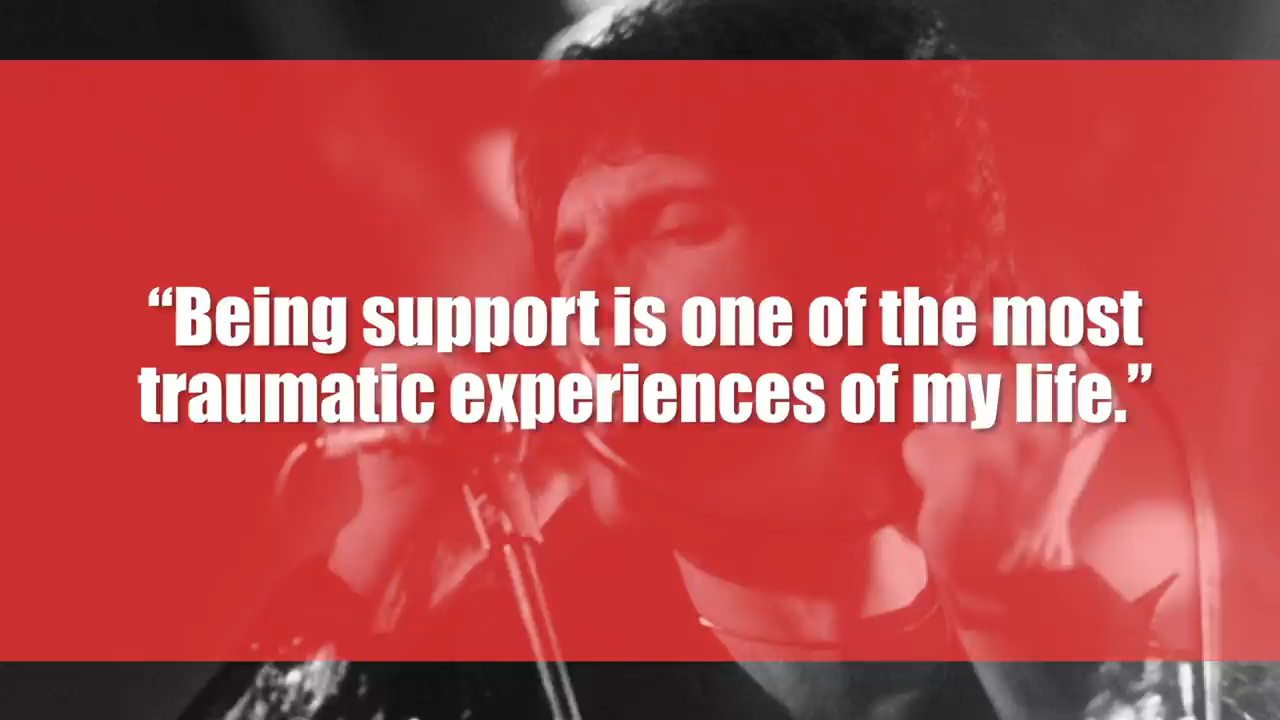 “Being support is one of the most
traumatic experiences of my life.”